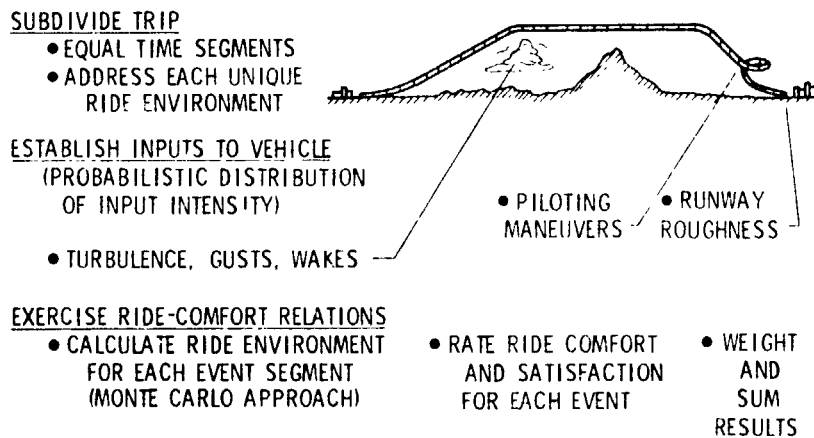 SUBDIVIDE TRIP
• EQUAL TIME SEGMENTS
• ADDRESS EACH UNIQUE
RIDE ENVIRONMENT
ESTABLISH INPUTS TO VEHICLE
(PROBABILISTIC DISTRIBUTION
OF INPUT INTENSITY)
• TURBULENCE, GUSTS, WAKES
• PILOTING
MANEUVERS
• RUNWAY
ROUGHNESS
EXERCISE RIDE-COMFORT RELATIONS
• CALCULATE RIDE ENVIRONMENT
FOR EACH EVENT SEGMENT
(MONTE CARLO APPROACH)
• RATE RIDE COMFORT
AND SATISFACTION
FOR EACH EVENT
• WEIGHT
AND
SUM
RESULTS